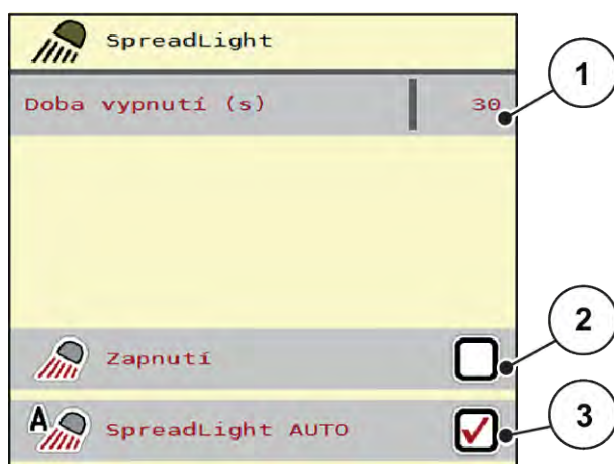 SpreadLight
Doba vypnutí (s) 30
1
Zapnutí
2
A
SpreadLight AUTO
3